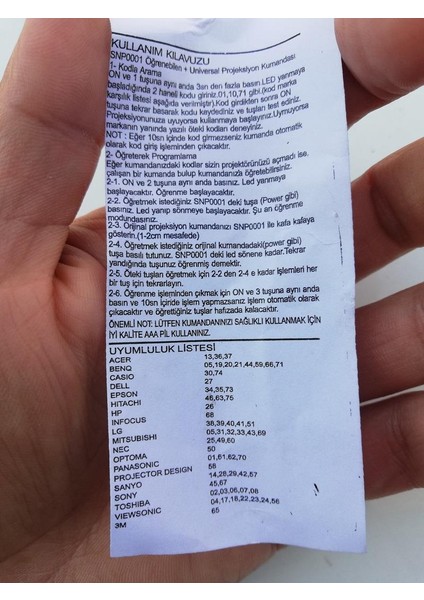 KULLANIM KILAVUZU
SNP0001 Öğrenebilen + Universal Projeksiyon Kumandası
1- Kodla Arama
ON ve 1 tuşuna aynı anda 3sn den fazla basın.LED yanmaya
başladığında 2 haneli kodu giriniz.01,10,71 gibi.(kod marka
karşılık listesi aşağıda verilmiştir).Kod girdikten sonra ON
tuşuna tekrar basarak kodu kaydediniz ve tuşları test ediniz.
Projeksiyonunuza uyuyorsa kullanmaya başlayınız.Uymuyorsa
markanın yanında yazılı öteki kodları deneyiniz.
NOT : Eğer 10sn içinde kod girmezseniz kumanda otomatik
olarak kod giriş işleminden çıkacaktır.
2- Öğreterek Programlama
Eğer kumandanızdaki kodlar sizin projektörünüzü açmadı ise,
çalışan bir kumanda bulup kumandanıza öğretebilirsiniz.
2-1. ON ve 2 tuşuna aynı anda basınız. Led yanmaya
başlayacaktır. Öğrenme başlayacaktır.
2-2. Öğretmek istediğiniz SNP0001 deki tuşa (Power gibi)
basınız. Led yanıp sönmeye başlayacaktır. Şu an öğrenme
modundasınız.
2-3. Orijinal projeksiyon kumandanızı SNP0001 ile kafa kafaya
gösterin.(1-2cm mesafede)
2-4. Öğretmek istediğiniz orijinal kumandadaki(power gibi)
tuşa basılı tutunuz. SNP0001 deki led sönene kadar.Tekrar
yandığında tuşunuz öğrenilmiş demektir.
2-5. Öteki tuşları öğretmek için 2-2 den 2-4 e kadar işlemleri her
bir tuş için tekrarlayın.
2-6. Öğrenme işleminden çıkmak için ON ve 3 tuşuna aynı anda
basın ve 10sn içinde işlem yapmazsanız işlem otomatik olarak
çıkacaktır ve öğrettiğiniz tuşlar hafızada kalacaktır.
ÖNEMLİ NOT: LÜTFEN KUMANDANINIZI SAĞLIKLI KULLANMAK İÇİN
İYİ KALİTE AAA PİL KULLANINIZ.
UYUMLULUK LİSTESİ
ACER 13,36,37
BENQ 05,19,20,21,44,59,66,71
CASIO 30,74
DELL 27
EPSON 34,35,73
HITACHI 46,63,75
HP 26
INFOCUS 68
LG 38,39,40,41,51
MITSUBISHI 05,31,32,33,43,69
NEC 25,49,60
OPTOMA 50
PANASONIC 01,61,62,70
PROJECTOR DESIGN 58
SANYO 14,28,29,42,57
SONY 45,67
TOSHIBA 02,03,06,07,08
VIEWSONIC 04,17,18,22,23,24,56
3M 65